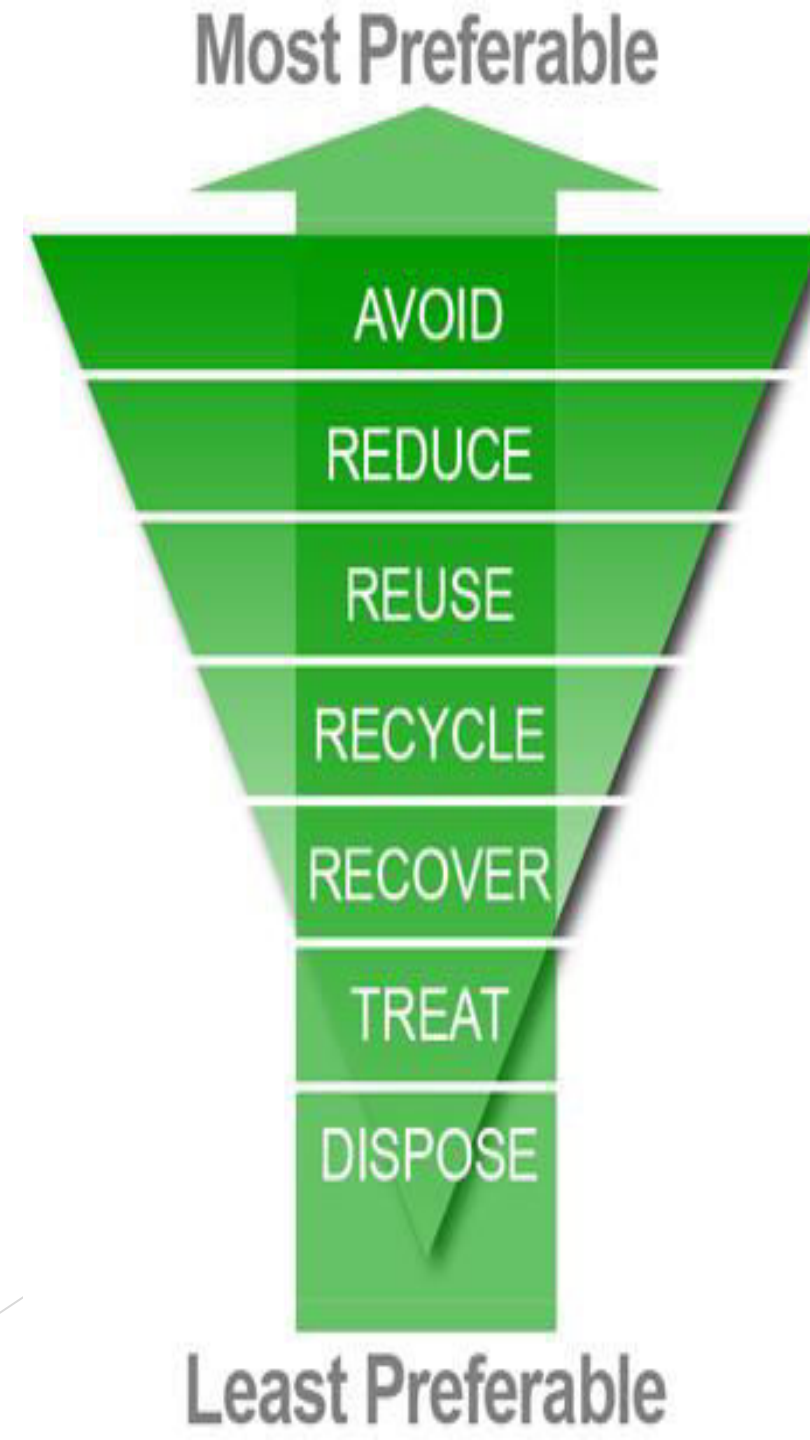 Most Preferable
AVOID
REDUCE
REUSE
RECYCLE
RECOVER
TREAT
DISPOSE
Least Preferable